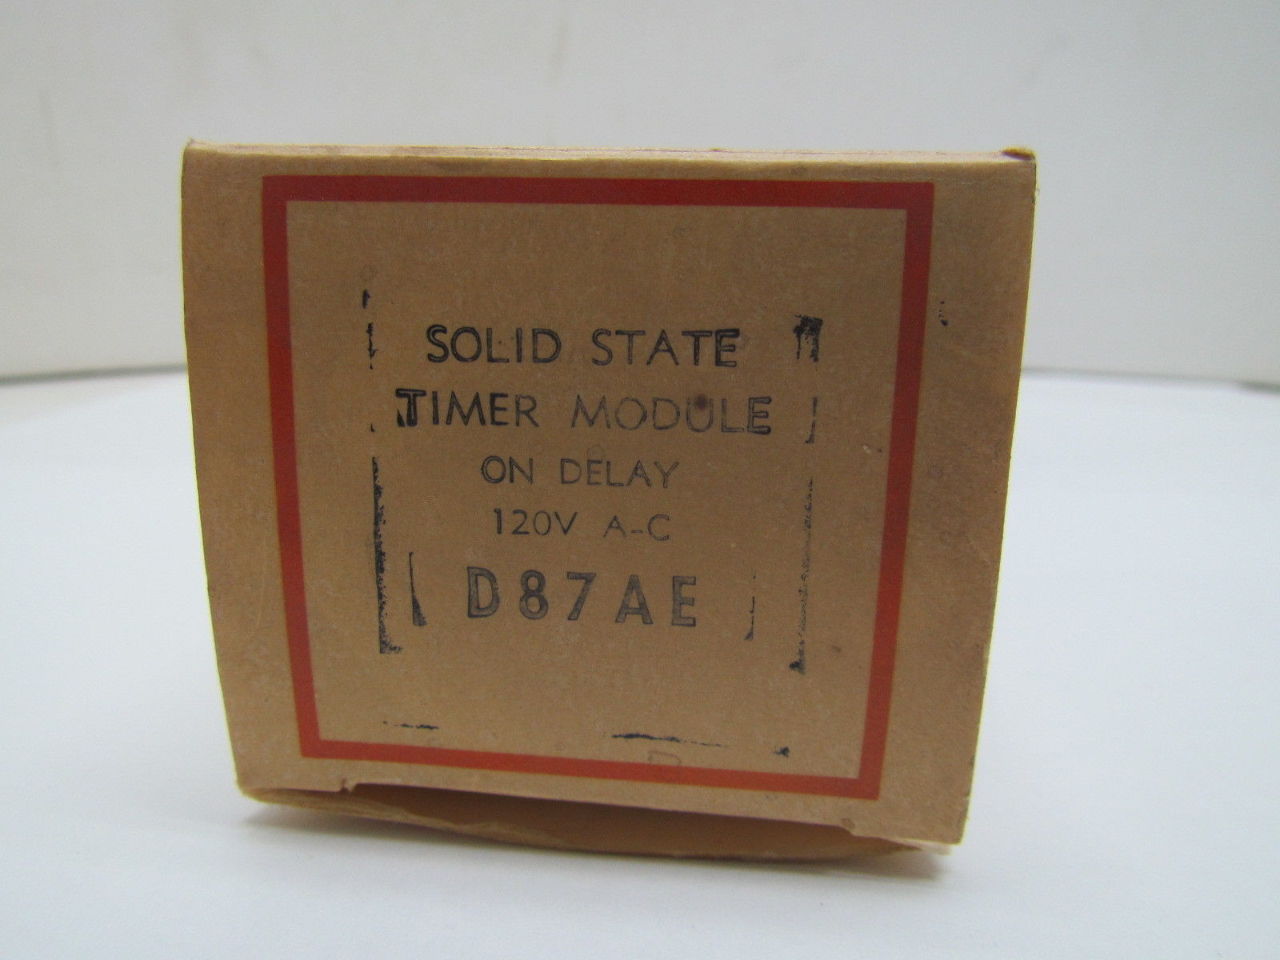 SOLID STATE
TIMER MODULE
ON DELAY
120V A-C
D87AE